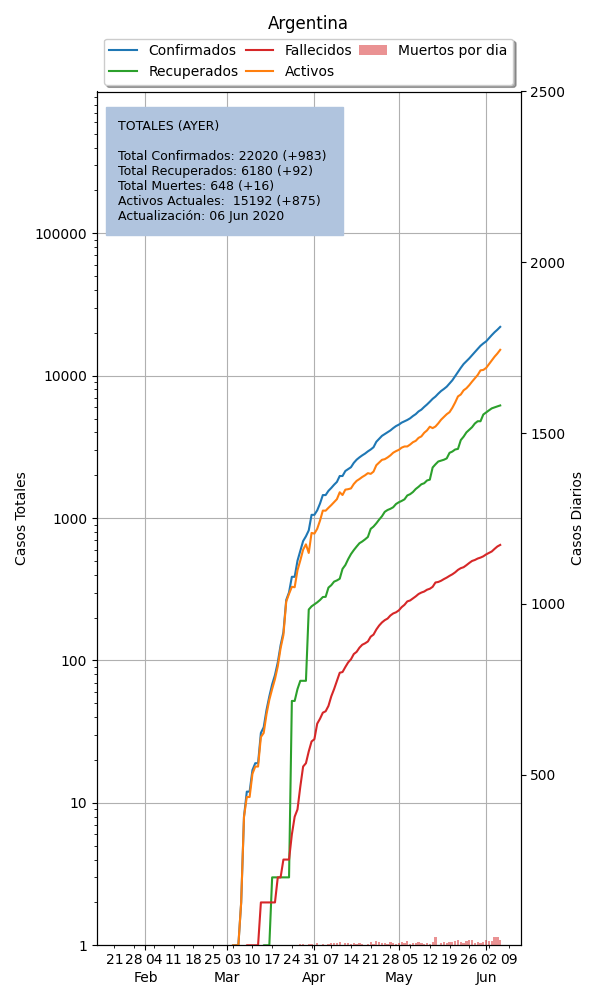 Argentina
Confirmados
Recuperados
Fallecidos
Activos
Muertos por dia
TOTALES (AYER)
Total Confirmados: 22020 (+983)
Total Recuperados: 6180 (+92)
Total Muertes: 648 (+16)
Activos Actuales:  15192 (+875)
Actualización: 06 Jun 2020
Casos Totales
100000
10000
1000
100
10
1
Casos Diarios
2500
2000
1500
1000
500
21 28 04 11 18 25 03 10 17 24 31 07 14 21 28 05 12 19 26 02 09
Feb Mar Apr May Jun